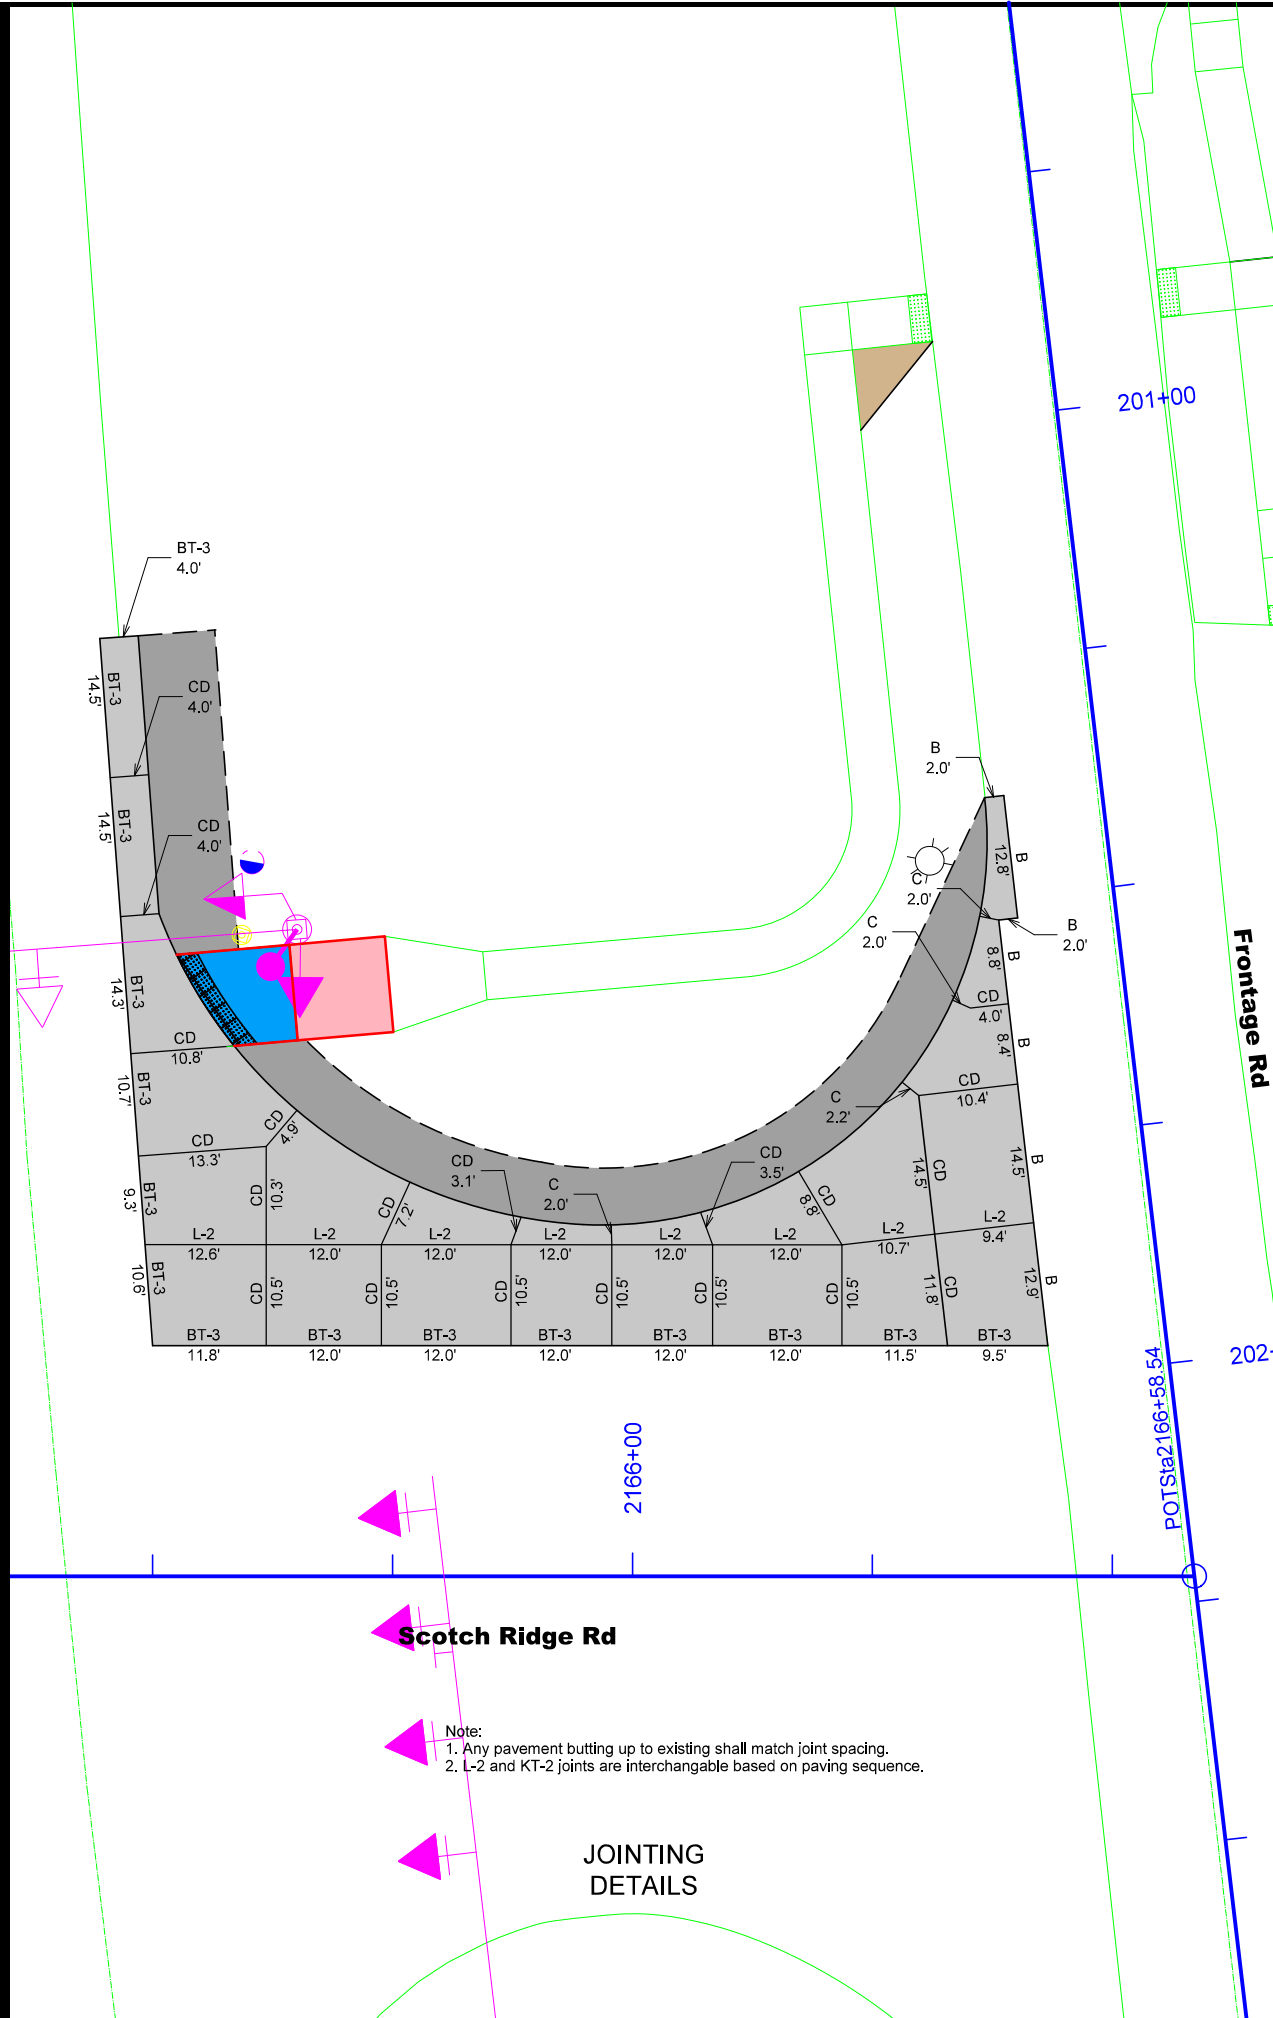 201+00
BT-3
4.0'
BT-3
14.5'
CD
4.0'
B
2.0'
BT-3
14.5'
CD
4.0'
B
12.8'
C
2.0'
C
2.0'
B
2.0'
Frontage Rd
B
8.8'
BT-3
14.3'
CD
4.0'
CD
10.8'
B
8.4'
BT-3
10.7'
CD
10.4'
C
2.2'
CD
4.9'
CD
13.3'
CD
3.1'
C
2.0'
CD
3.5'
CD
14.5'
B
14.5'
BT-3
9.3'
CD
10.3'
CD
7.2'
CD
8.8'
L-2
12.6'
L-2
12.0'
L-2
12.0'
L-2
12.0'
L-2
12.0'
L-2
12.0'
L-2
10.7'
L-2
9.4'
BT-3
10.6'
CD
10.5'
CD
10.5'
CD
10.5'
CD
10.5'
CD
10.5'
CD
10.5'
CD
11.8'
B
12.9'
BT-3
11.8'
BT-3
12.0'
BT-3
12.0'
BT-3
12.0'
BT-3
12.0'
BT-3
12.0'
BT-3
11.5'
BT-3
9.5'
202+
POTSta2166+58.54
2166+00
Scotch Ridge Rd
Note:
1. Any pavement butting up to existing shall match joint spacing.
2. L-2 and KT-2 joints are interchangable based on paving sequence.
JOINTING
DETAILS